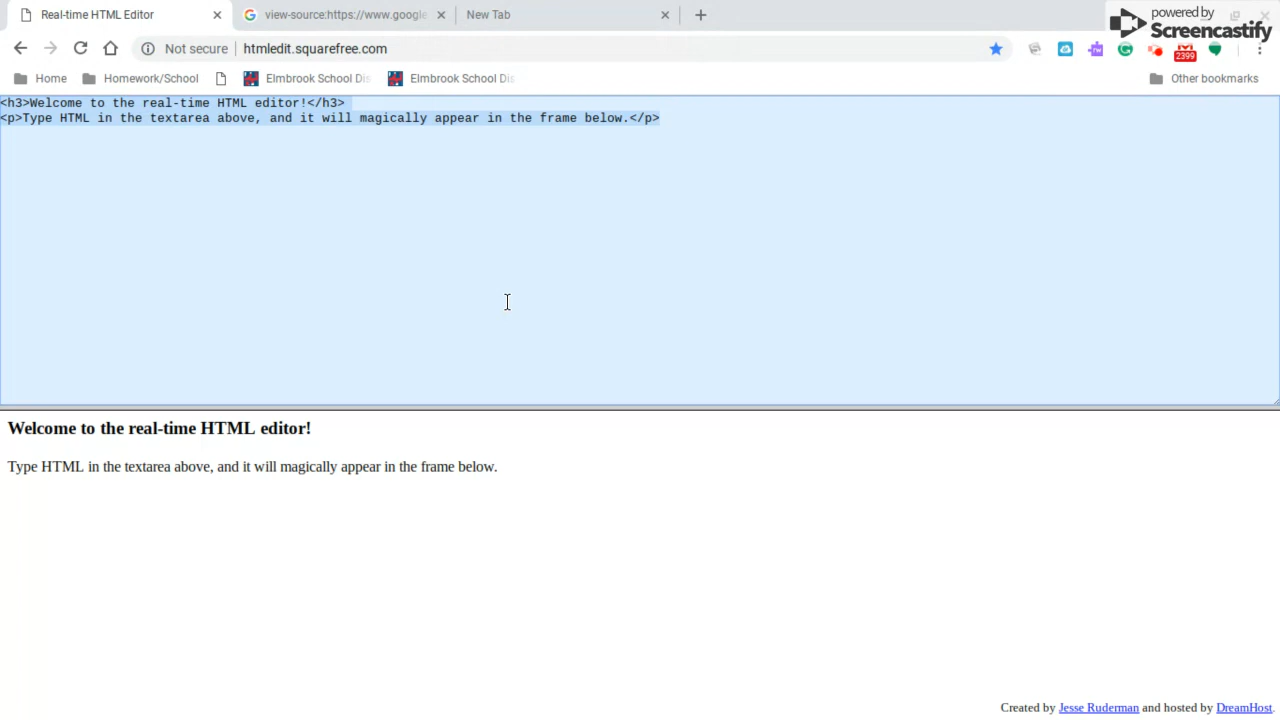 Real-time HTML Editor
view-source:https://www.google
New Tab
powered by
Screencastify
Not secure
htmledit.squarefree.com
2399
Home
Homework/School
Elmbrook School Dis
Elmbrook School Dis
Other bookmarks
<h3>Welcome to the real-time HTML editor!</h3>
<p>Type HTML in the textarea above, and it will magically appear in the frame below.</p>
Welcome to the real-time HTML editor!
Type HTML in the textarea above, and it will magically appear in the frame below.
Created by Jesse Ruderman and hosted by DreamHost.